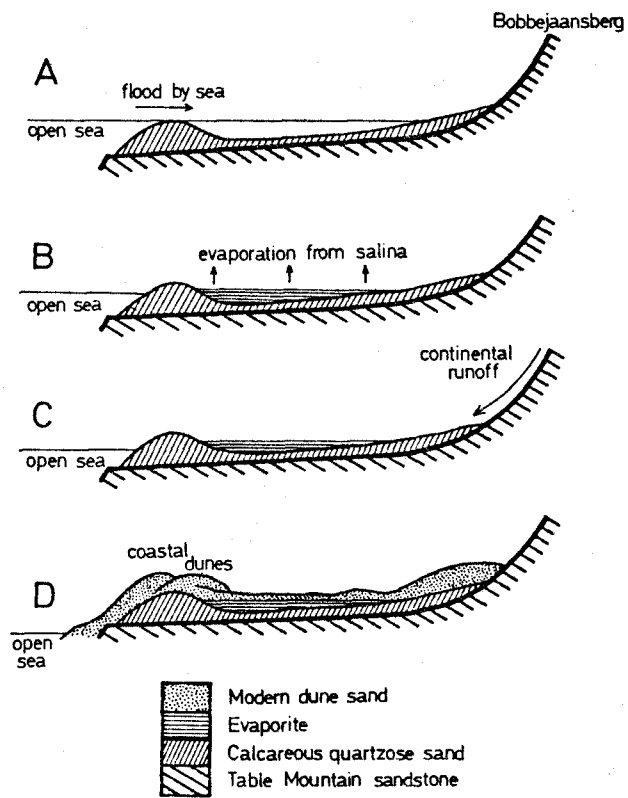 Bobbejaansberg
A
flood by sea
open sea
B
evaporation from salina
open sea
continental
runoff
C
open sea
coastal
dunes
D
open
sea
Modern dune sand
Evaporite
Calcareous quartzose sand
Table Mountain sandstone